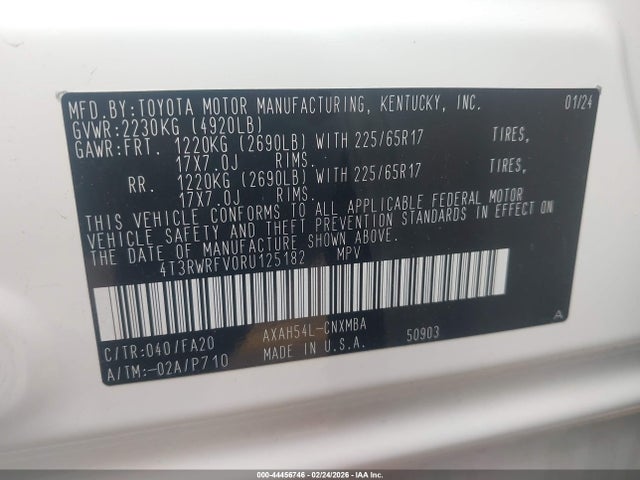 MFD.BY:TOYOTA MOTOR MANUFACTURING, KENTUCKY, INC. 01/24
GVWR:2230KG (4920LB)
GAWR:FRT. 1220KG (2690LB) WITH 225/65R17 TIRES,
17X7.0J RIMS.
RR. 1220KG (2690LB) WITH 225/65R17 TIRES,
17X7.0J RIMS.
THIS VEHICLE CONFORMS TO ALL APPLICABLE FEDERAL MOTOR
VEHICLE SAFETY AND THEFT PREVENTION STANDARDS IN EFFECT ON
THE DATE OF MANUFACTURE SHOWN ABOVE.
4T3RWRFV0RU125182 MPV
C/TR:040/FA20 AXAH54L-CNXMBA 50903
A/TM:-02A/P710 MADE IN U.S.A. A
000-44456746 - 02/24/2026 - IAA Inc.